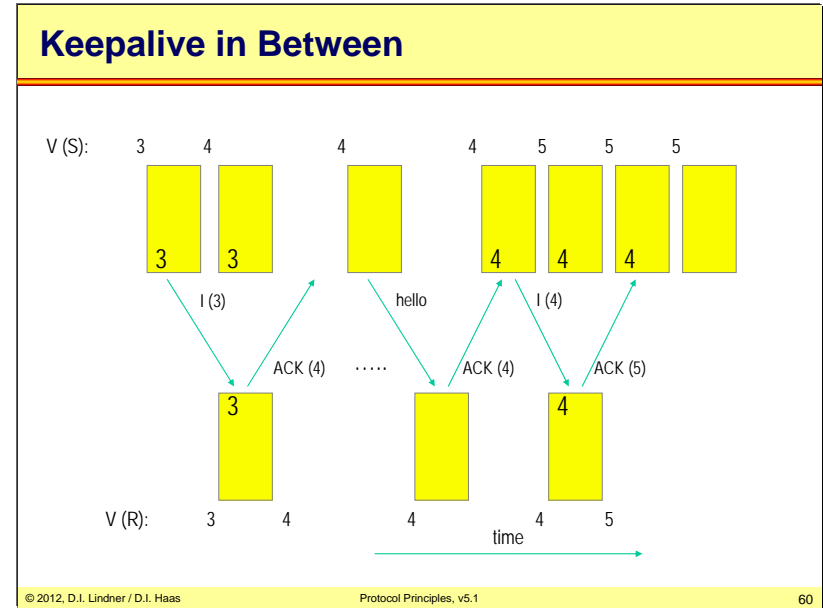 Keepalive in Between
V (S): 3 4 4 4 5 5 5
3 3 4 4 4
I (3) hello I (4)
ACK (4) ..... ACK (4) ACK (5)
3 4
V (R): 3 4 4 4 5
time
© 2012, D.I. Lindner / D.I. Haas Protocol Principles, v5.1 60